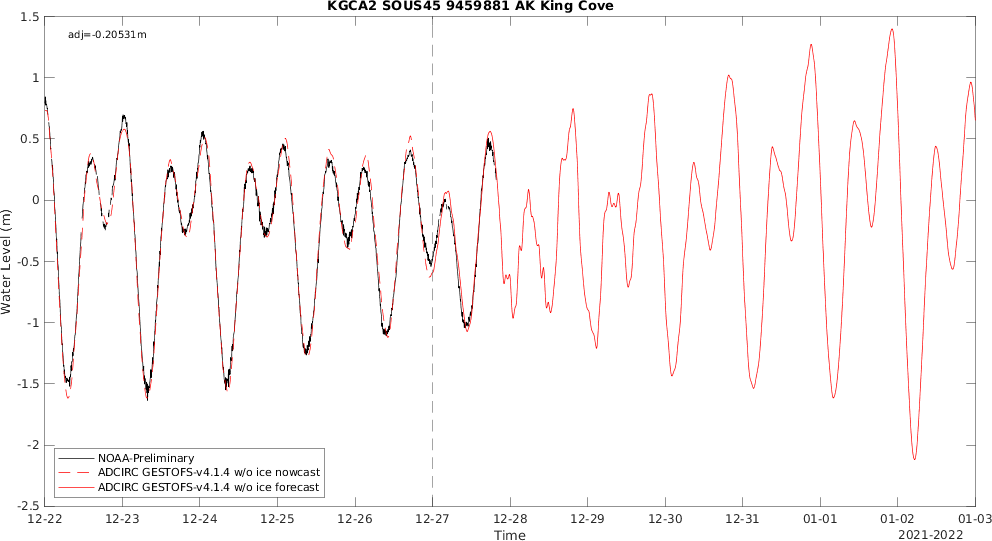 KGCA2 SOUS45 9459881 AK King Cove
adj=-0.20531m
1.5
1
0.5
0
-0.5
-1
-1.5
-2
-2.5
Water Level (m)
NOAA-Preliminary
ADCIRC GESTOFS-v4.1.4 w/o ice nowcast
ADCIRC GESTOFS-v4.1.4 w/o ice forecast
12-22 12-23 12-24 12-25 12-26 12-27 12-28 12-29 12-30 12-31 01-01 01-02 01-03
Time
2021-2022